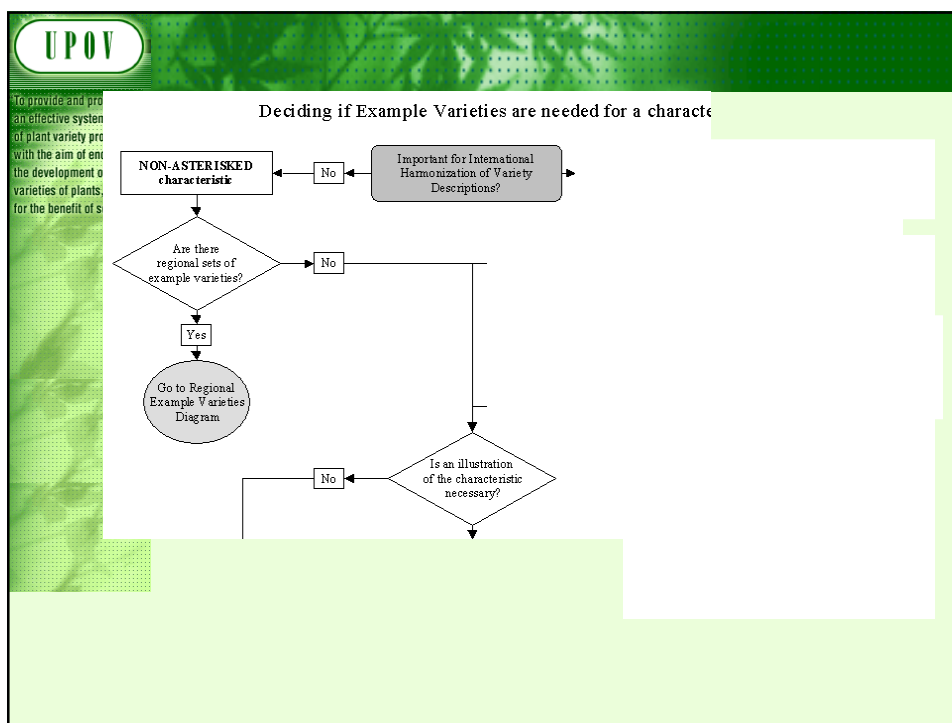 UPOV
To provide and pro
an effective system
of plant variety pro
with the aim of enc
the development o
varieties of plants,
for the benefit of s
Deciding if Example Varieties are needed for a characte
NON-ASTERISKED
characteristic
No
Important for International
Harmonization of Variety
Descriptions?
Are there
regional sets of
example varieties?
No
Yes
Go to Regional
Example Varieties
Diagram
Is an illustration
of the characteristic
necessary?
No